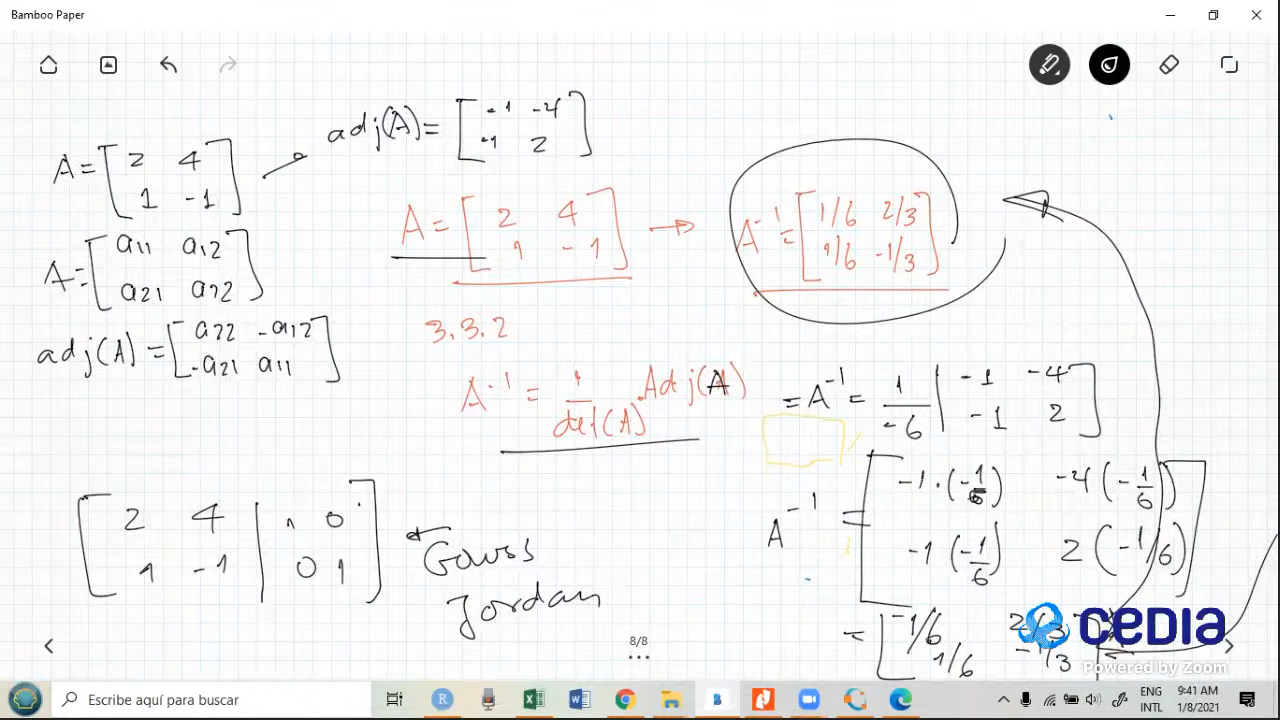 Bamboo Paper
adj(A) = [ -1 -4
-1 2 ]
A = [ 2 4
1 -1 ]
A = [ 2 4
1 -1 ]
A⁻¹ = [ 1/6 2/3
1/6 -1/3 ]
A = [ a11 a12
a21 a22 ]
adj(A) = [ a22 -a12
-a21 a11 ]
3.3.2
A⁻¹ = 1/det(A) . Adj(A)
= A⁻¹ = 1/-6 | -1 -4
-1 2 ]
A⁻¹ = [ -1 · (-1/6) -4 (-1/6)
-1 (-1/6) 2 (-1/6) ]
[ 2 4 | 1 0
1 -1 | 0 1 ]
Gauss
Jordan
= [ -1/6 2/3
1/6 -1/3
8/8
cedia
Powered by Zoom
Escribe aquí para buscar
ENG
INTL
9:41 AM
1/8/2021